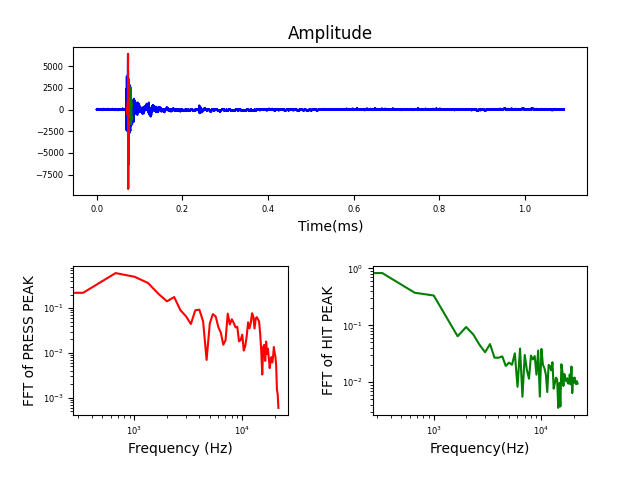 Amplitude
5000
2500
0
−2500
−5000
−7500
0.0 0.2 0.4 0.6 0.8 1.0
Time(ms)
FFT of PRESS PEAK
10⁻¹
10⁻²
10⁻³
10³ 10⁴
Frequency (Hz)
FFT of HIT PEAK
10⁰
10⁻¹
10⁻²
10³ 10⁴
Frequency(Hz)